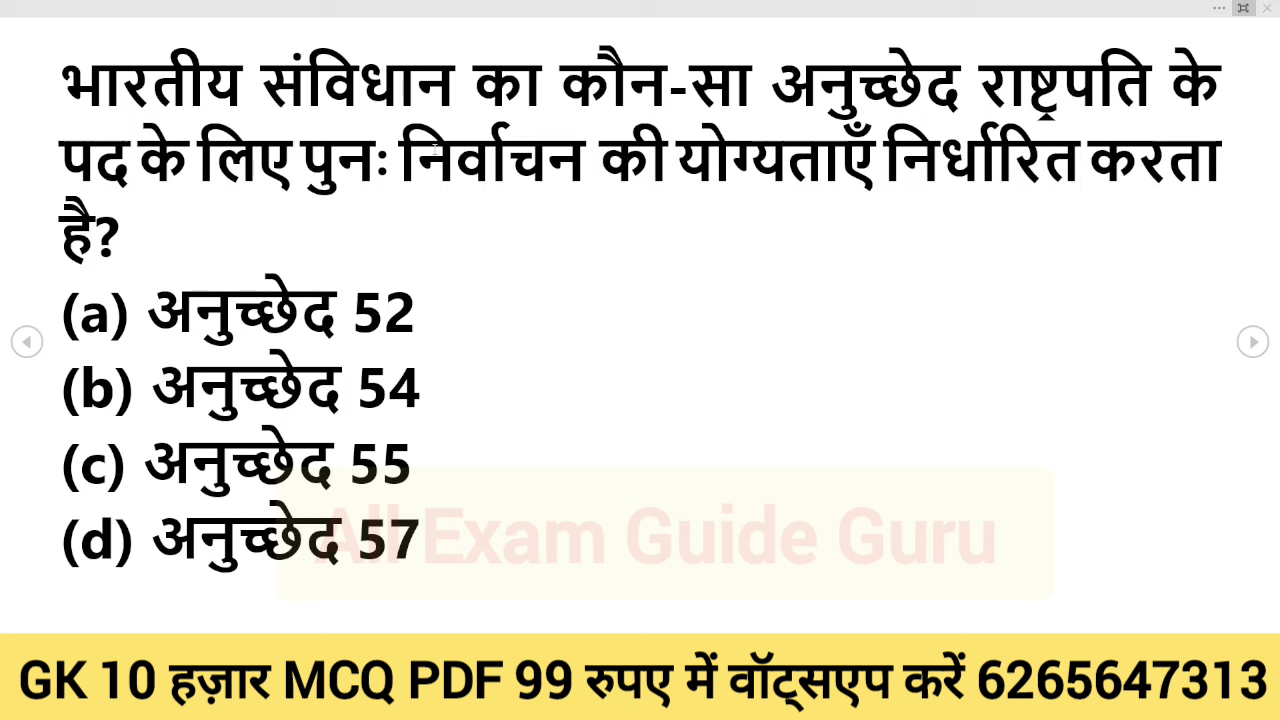 भारतीय संविधान का कौन-सा अनुच्छेद राष्ट्रपति के
पद के लिए पुनः निर्वाचन की योग्यताएँ निर्धारित करता
है?
(a) अनुच्छेद 52
(b) अनुच्छेद 54
(c) अनुच्छेद 55
(d) अनुच्छेद 57
All Exam Guide Guru
GK 10 हज़ार MCQ PDF 99 रुपए में वॉट्सएप करें 6265647313